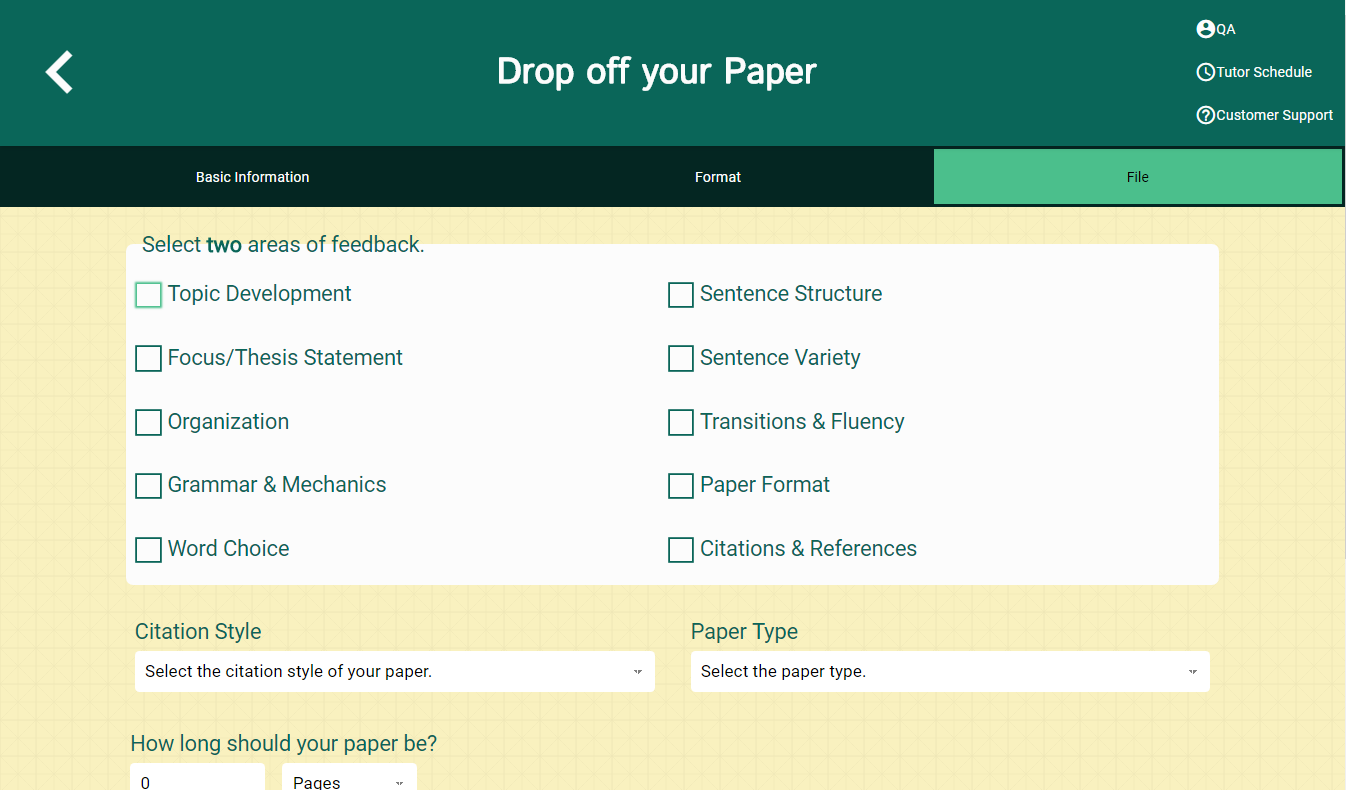 QA
Drop off your Paper
Tutor Schedule
Customer Support
Basic Information Format File
Select two areas of feedback.
Topic Development Sentence Structure
Focus/Thesis Statement Sentence Variety
Organization Transitions & Fluency
Grammar & Mechanics Paper Format
Word Choice Citations & References
Citation Style Paper Type
Select the citation style of your paper. Select the paper type.
How long should your paper be?
0 Pages